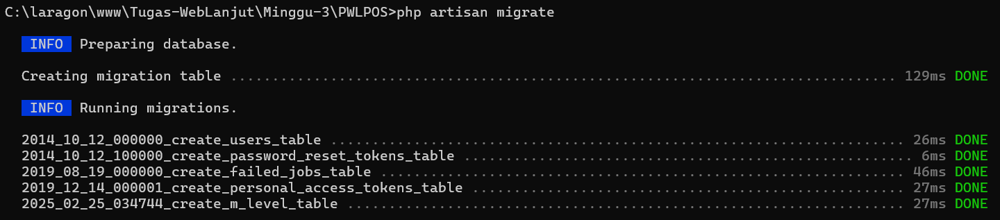 C:\laragon\www\Tugas-WebLanjut\Minggu-3\PWLPOS>php artisan migrate
INFO Preparing database.
Creating migration table ................................................................................ 129ms DONE
INFO Running migrations.
2014_10_12_000000_create_users_table ..................................................................... 26ms DONE
2014_10_12_100000_create_password_reset_tokens_table ...................................................... 6ms DONE
2019_08_19_000000_create_failed_jobs_table ............................................................... 46ms DONE
2019_12_14_000001_create_personal_access_tokens_table .................................................... 27ms DONE
2025_02_25_034744_create_m_level_table ................................................................... 27ms DONE